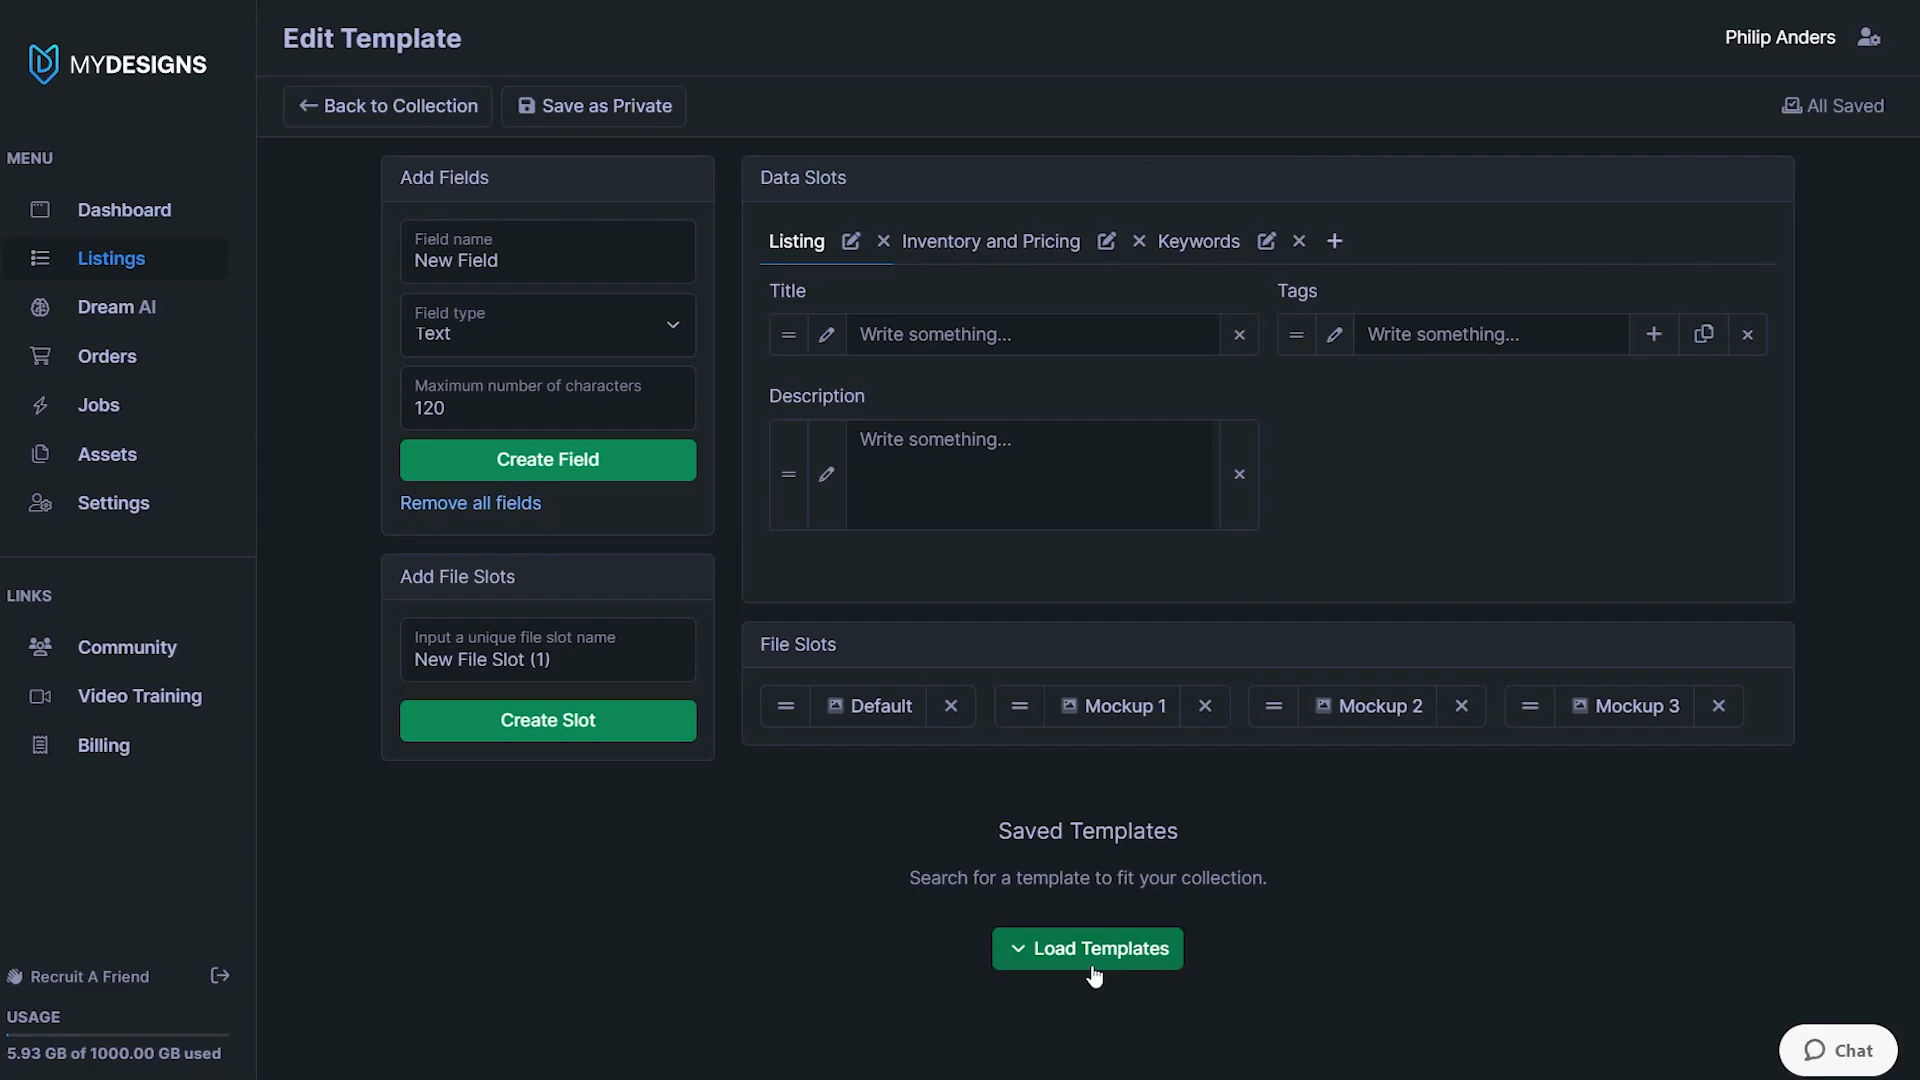 MYDESIGNS
MENU
Dashboard
Listings
Dream AI
Orders
Jobs
Assets
Settings
LINKS
Community
Video Training
Billing
Recruit A Friend
USAGE
5.93 GB of 1000.00 GB used
Edit Template
Philip Anders
Back to Collection
Save as Private
All Saved
Add Fields
Field name
New Field
Field type
Text
Maximum number of characters
120
Create Field
Remove all fields
Add File Slots
Input a unique file slot name
New File Slot (1)
Create Slot
Data Slots
Listing Inventory and Pricing Keywords
Title
Write something...
Tags
Write something...
Description
Write something...
File Slots
Default Mockup 1 Mockup 2 Mockup 3
Saved Templates
Search for a template to fit your collection.
Load Templates
Chat